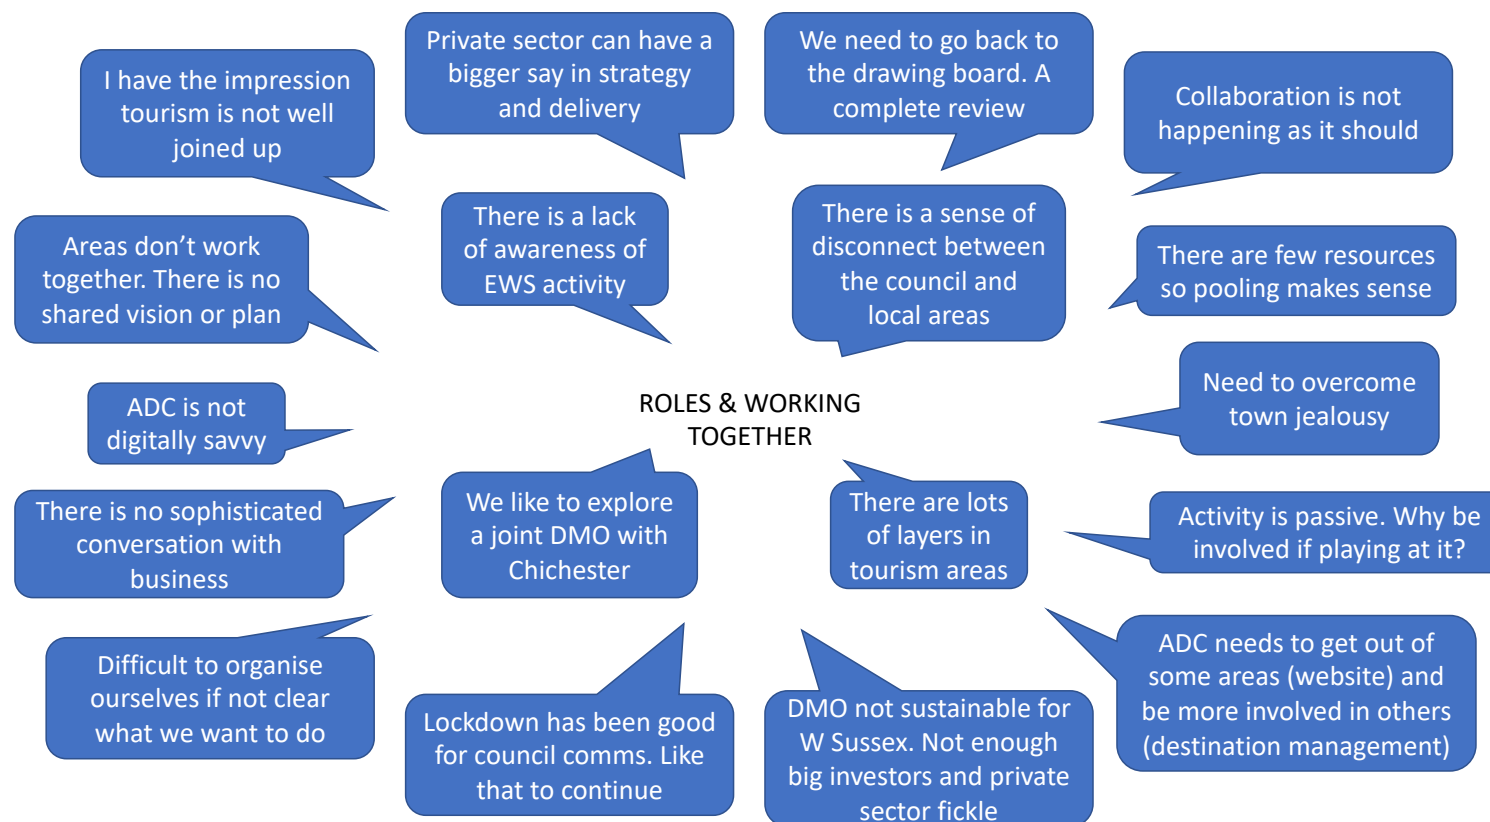 I have the impression
tourism is not well
joined up
Private sector can have a
bigger say in strategy
and delivery
We need to go back to
the drawing board. A
complete review
Collaboration is not
happening as it should
Areas don’t work
together. There is no
shared vision or plan
There is a lack
of awareness of
EWS activity
There is a sense of
disconnect between
the council and
local areas
There are few resources
so pooling makes sense
ADC is not
digitally savvy
ROLES & WORKING
TOGETHER
Need to overcome
town jealousy
There is no sophisticated
conversation with
business
We like to explore
a joint DMO with
Chichester
There are lots
of layers in
tourism areas
Activity is passive. Why be
involved if playing at it?
Difficult to organise
ourselves if not clear
what we want to do
Lockdown has been good
for council comms. Like
that to continue
DMO not sustainable for
W Sussex. Not enough
big investors and private
sector fickle
ADC needs to get out of
some areas (website) and
be more involved in others
(destination management)